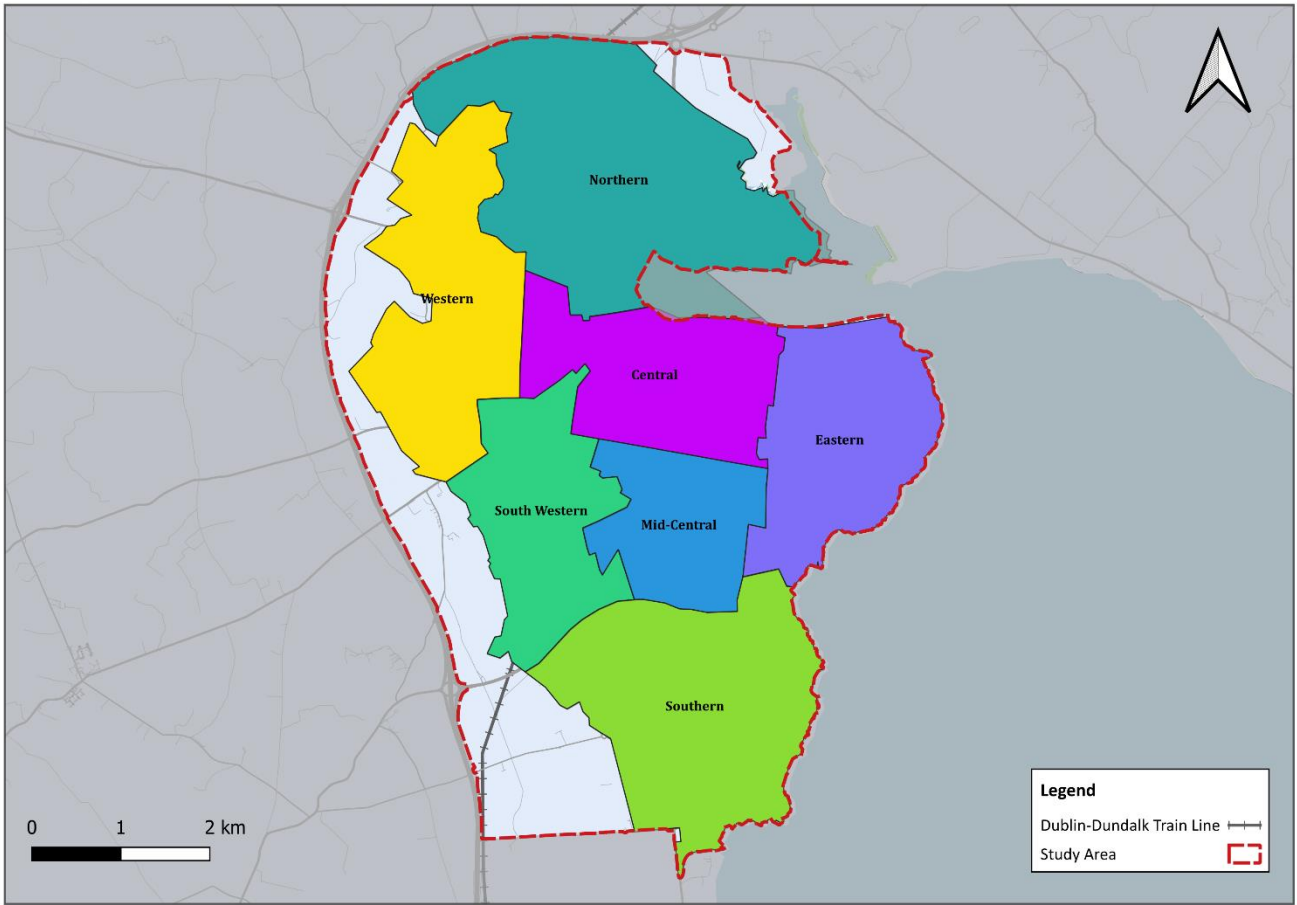 Northern
Western
Central
Eastern
South Western
Mid-Central
Southern
0 1 2 km
Legend
Dublin-Dundalk Train Line
Study Area